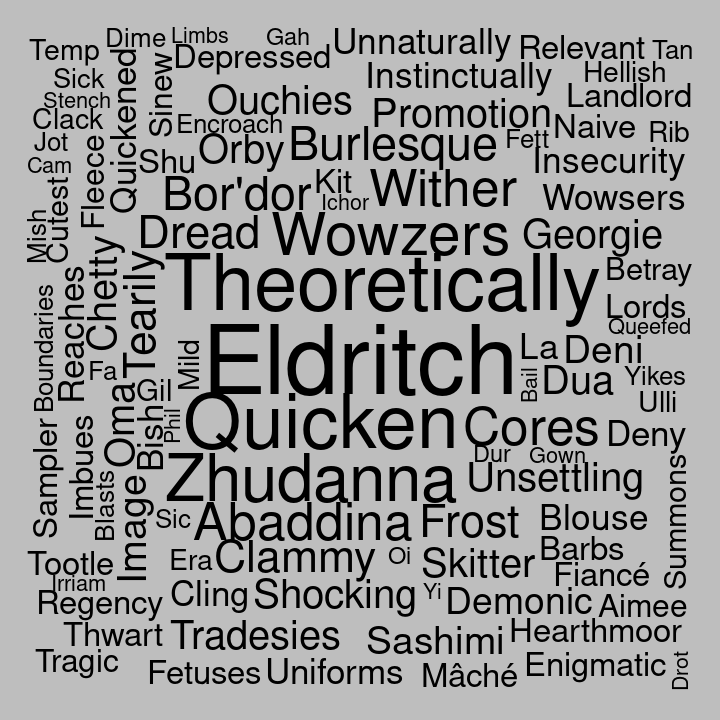 Temp
Dime
Limbs
Gah
Unnaturally
Relevant
Tan
Depressed
Sick
Quickened
Sinew
Instinctually
Hellish
Stench
Ouchies
Promotion
Landlord
Clack
Encroach
Naive
Rib
Jot
Orby
Burlesque
Fett
Cam
Fleece
Shu
Insecurity
Cutest
Bor'dor
Kit
Wither
Wowsers
Ichor
Mish
Dread
Wowzers
Georgie
Chetty
Tearily
Theoretically
Betray
Reaches
Lords
Boundaries
Queefed
Fa
Mild
Eldritch
La
Deni
Bail
Dua
Yikes
Gil
Oma
Phil
Quicken
Ulli
Bish
Cores
Deny
Sampler
Imbues
Dur
Gown
Blasts
Image
Zhudanna
Unsettling
Summons
Sic
Abaddina
Frost
Blouse
Tootle
Era
Clammy
Oi
Skitter
Barbs
Irriam
Fiancé
Regency
Cling
Shocking
Yi
Demonic
Aimee
Thwart
Tradesies
Sashimi
Hearthmoor
Tragic
Fetuses
Uniforms
Mâché
Enigmatic
Drot